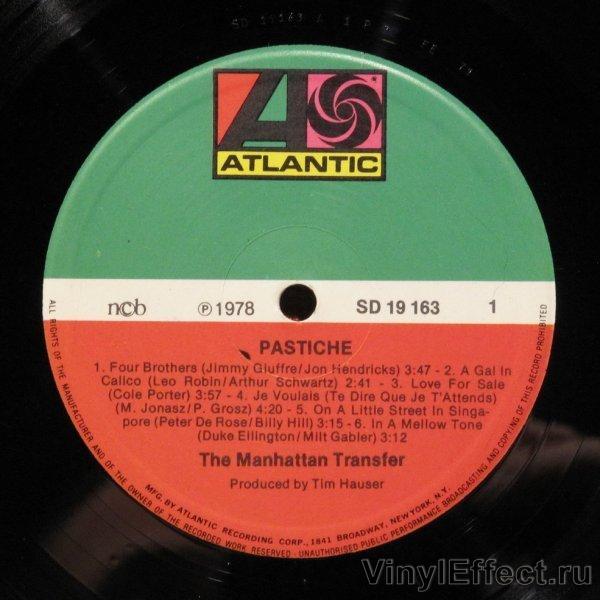 SD 19163
ATLANTIC
ncb ℗ 1978 SD 19 163 1
PASTICHE
1. Four Brothers (Jimmy Giuffre/Jon Hendricks) 3:47 - 2. A Gal In
Calico (Leo Robin/Arthur Schwartz) 2:41 - 3. Love For Sale
(Cole Porter) 3:57 - 4. Je Voulais (Te Dire Que Je T'Attends)
(M. Jonasz/P. Grosz) 4:20 - 5. On A Little Street In Singa-
pore (Peter De Rose/Billy Hill) 3:15 - 6. In A Mellow Tone
(Duke Ellington/Milt Gabler) 3:12
The Manhattan Transfer
Produced by Tim Hauser
MFG. BY ATLANTIC RECORDING CORP., 1841 BROADWAY, NEW YORK, N.Y.
ALL RIGHTS OF THE MANUFACTURER AND OF THE OWNER OF THE RECORDED WORK RESERVED - UNAUTHORISED PUBLIC PERFORMANCE BROADCASTING AND COPYING OF THIS RECORD PROHIBITED
VinylEffect.ru